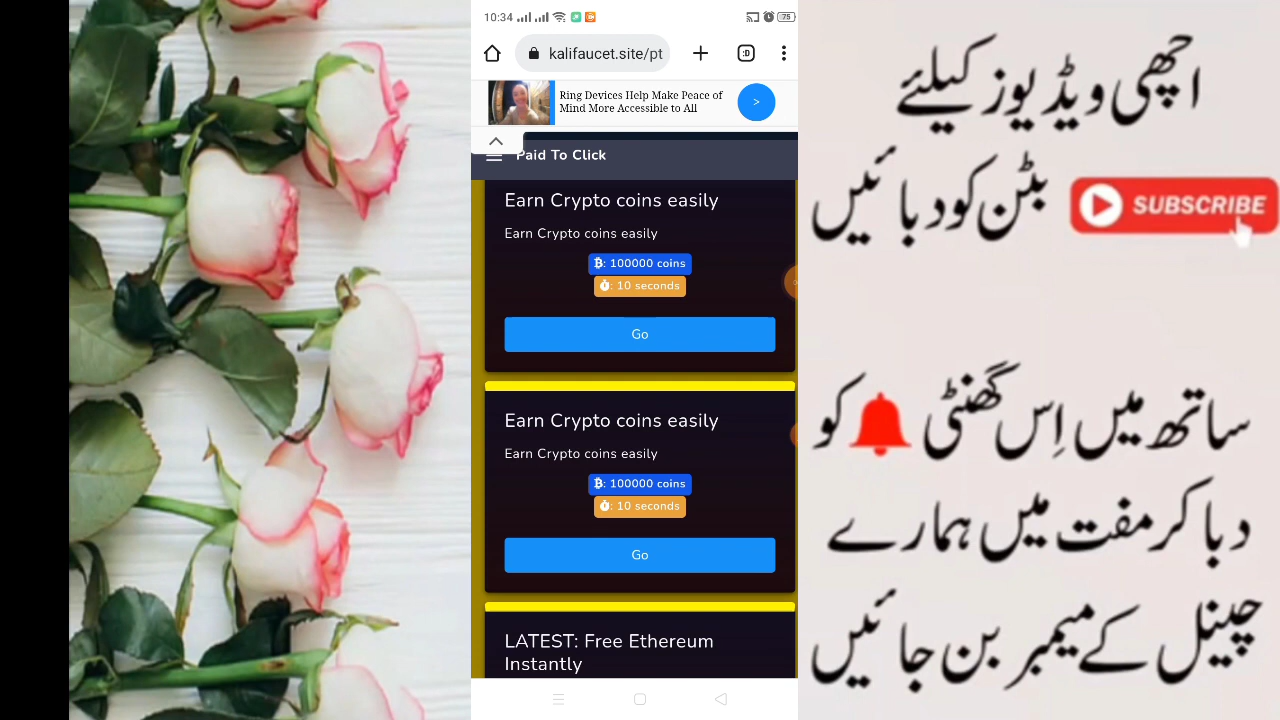 10:34
75
kalifaucet.site/pt
:D
Ring Devices Help Make Peace of
Mind More Accessible to All
>
Paid To Click
Earn Crypto coins easily
Earn Crypto coins easily
₿: 100000 coins
: 10 seconds
Go
Earn Crypto coins easily
Earn Crypto coins easily
₿: 100000 coins
: 10 seconds
Go
LATEST: Free Ethereum
Instantly
اچھی ویڈیوز کیلئے
بٹن کو دبائیں SUBSCRIBE
ساتھ میں اِس گھنٹی کو
دبا کر مفت میں ہمارے
چینل کے میمبر بن جائیں